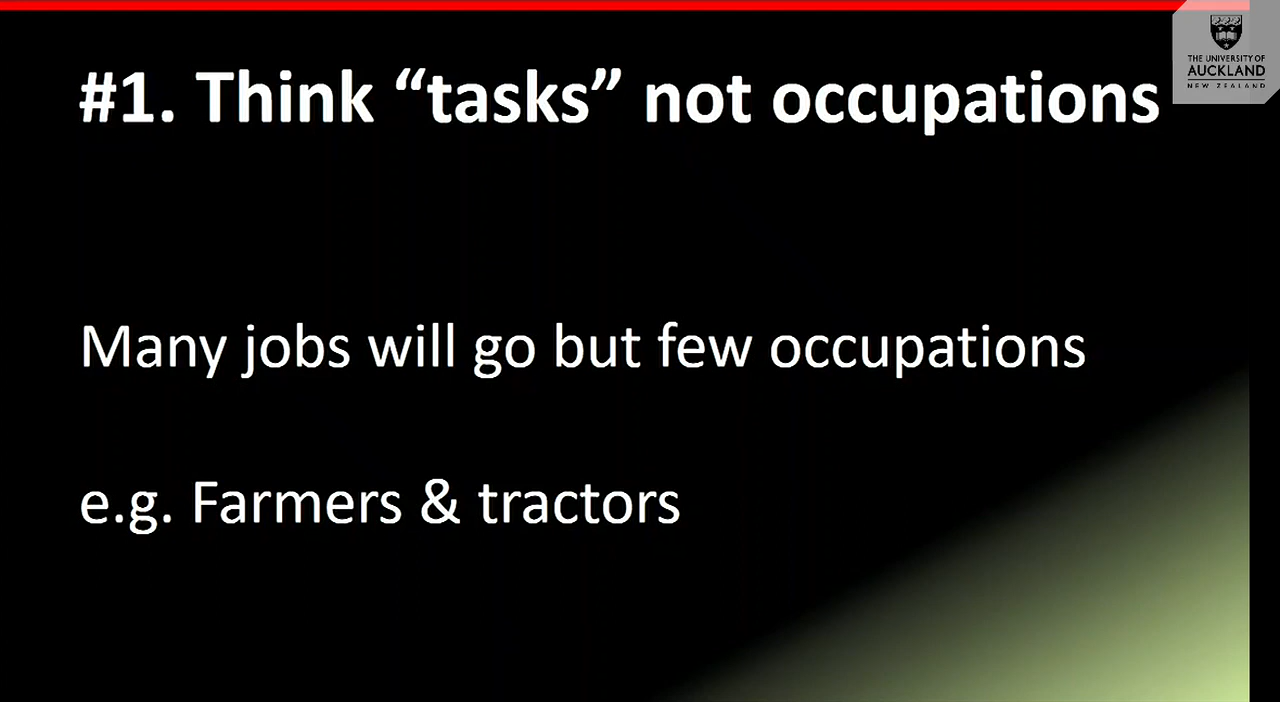 #1. Think “tasks” not occupations
THE UNIVERSITY OF
AUCKLAND
NEW ZEALAND
Many jobs will go but few occupations
e.g. Farmers & tractors